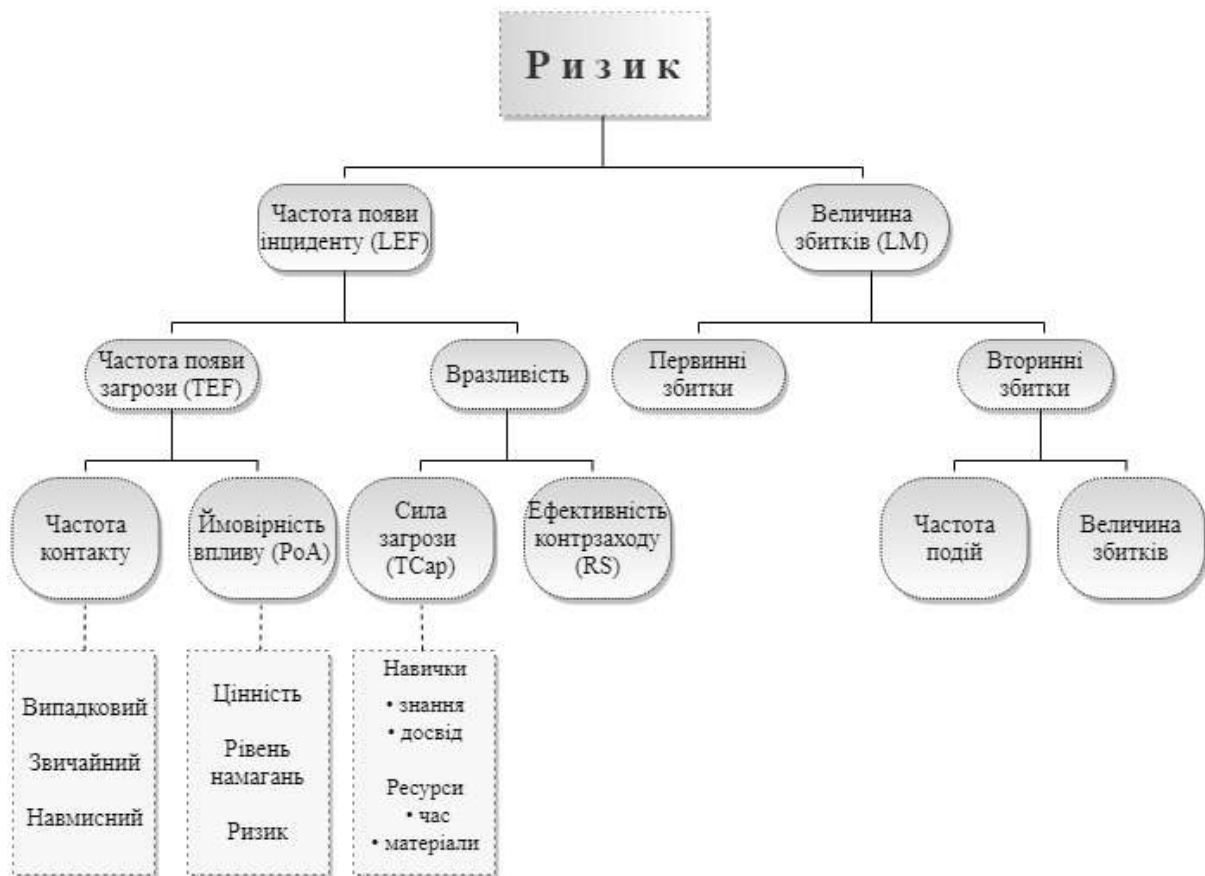 Р и з и к
Частота появи
інциденту (LEF)
Величина
збитків (LM)
Частота появи
загрози (TEF)
Вразливість
Первинні
збитки
Вторинні
збитки
Частота
контакту
Ймовірність
впливу (PoA)
Сила
загрози
(TCap)
Ефективність
контрзаходу
(RS)
Частота
подій
Величина
збитків
Випадковий
Звичайний
Навмисний
Цінність
Рівень
намагань
Ризик
Навички
• знання
• досвід
Ресурси
• час
• матеріали